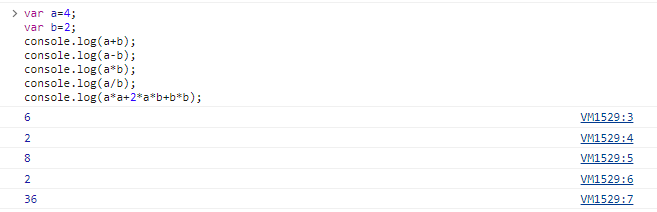 > var a=4;
var b=2;
console.log(a+b);
console.log(a-b);
console.log(a*b);
console.log(a/b);
console.log(a*a+2*a*b+b*b);
6 VM1529:3
2 VM1529:4
8 VM1529:5
2 VM1529:6
36 VM1529:7